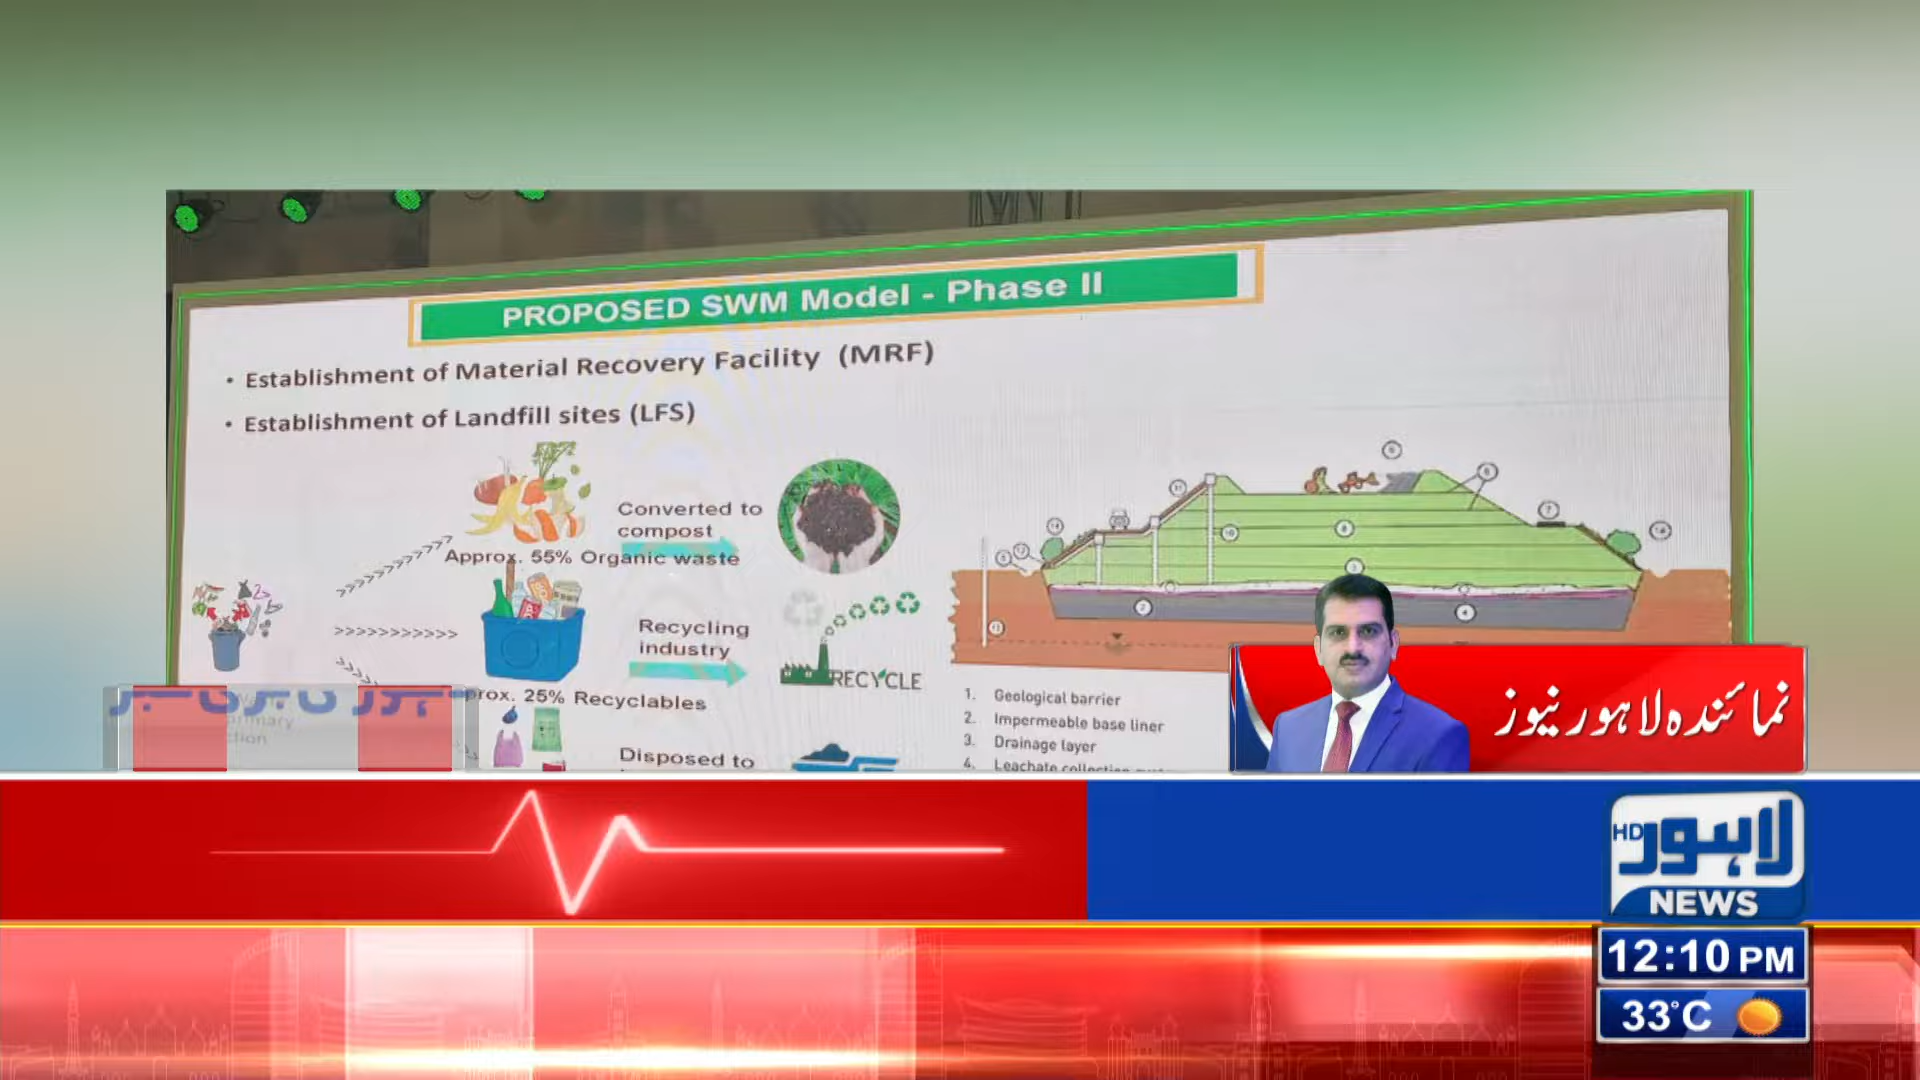 PROPOSED SWM Model - Phase II
• Establishment of Material Recovery Facility (MRF)
• Establishment of Landfill sites (LFS)
Converted to
compost
Approx. 55% Organic waste
Recycling
industry
RECYCLE
prox. 25% Recyclables
Disposed to
1. Geological barrier
2. Impermeable base liner
3. Drainage layer
4. Leachate collection
نمائندہ لاہور نیوز
لاہور
HD
NEWS
12:10 PM
33°C